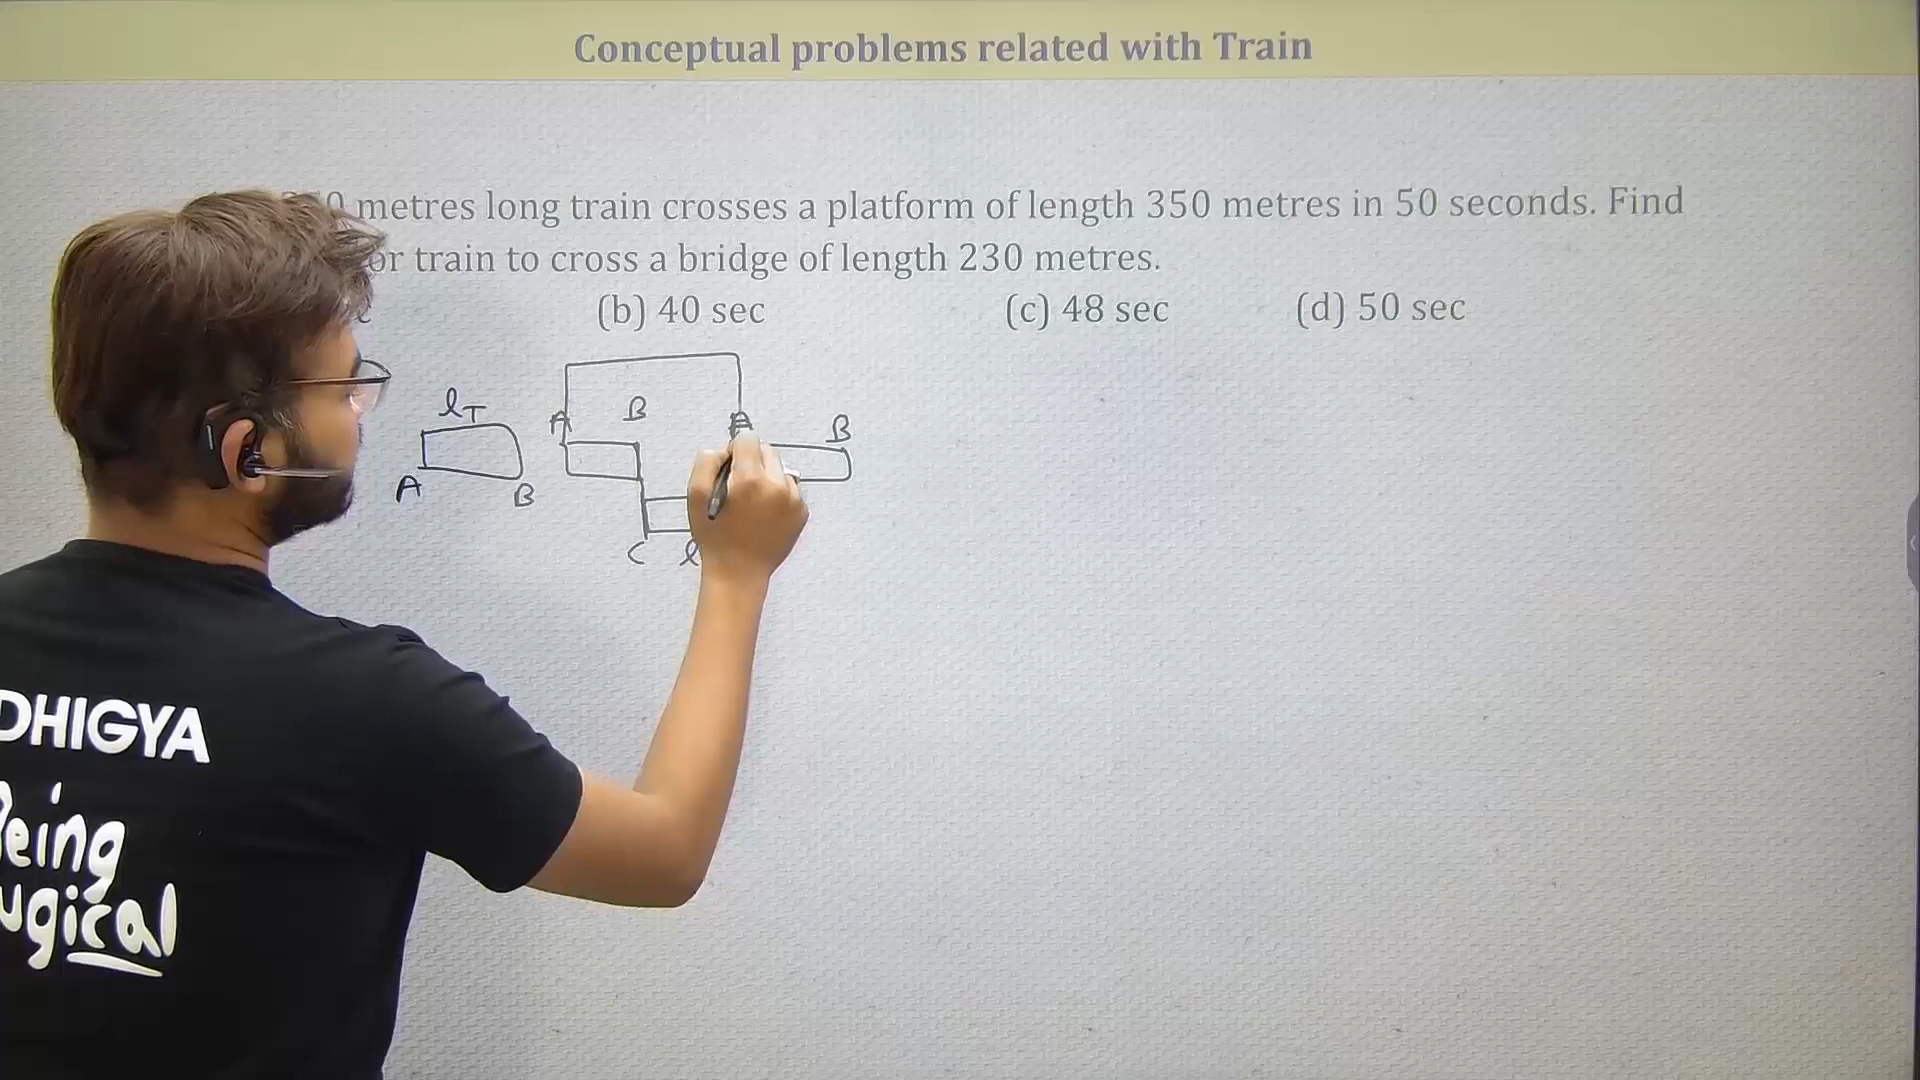 Conceptual problems related with Train
0 metres long train crosses a platform of length 350 metres in 50 seconds. Find
or train to cross a bridge of length 230 metres.
(b) 40 sec (c) 48 sec (d) 50 sec
lT
A B
A B
A B
C l
DHIGYA
eing
ugical